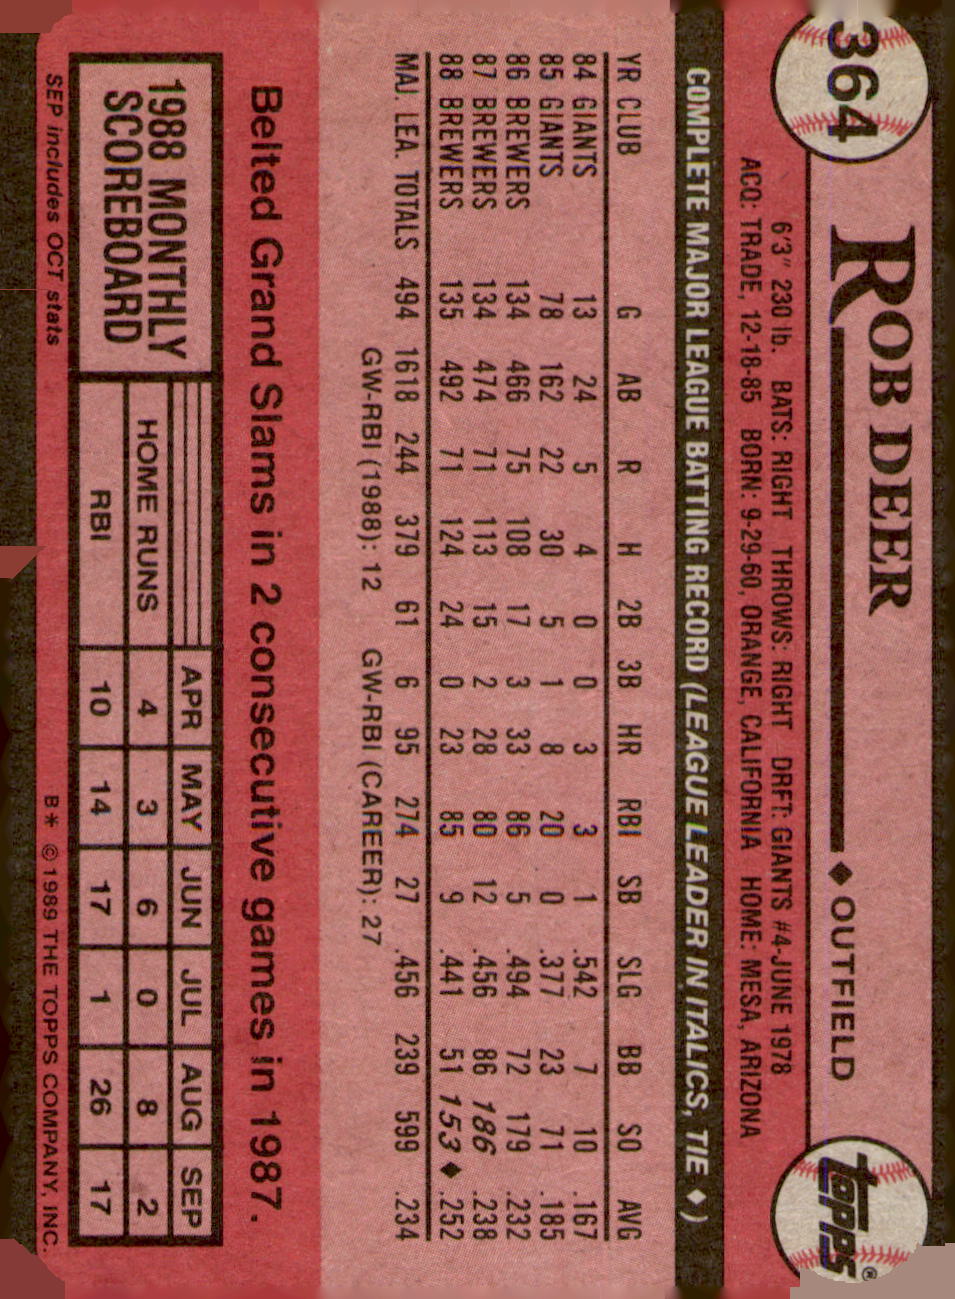 364
ROB DEER
◆ OUTFIELD
TOPPS®
6'3" 230 lb. BATS: RIGHT THROWS: RIGHT DRFT: GIANTS #4-JUNE 1978
ACQ: TRADE, 12-18-85 BORN: 9-29-60, ORANGE, CALIFORNIA HOME: MESA, ARIZONA
COMPLETE MAJOR LEAGUE BATTING RECORD (LEAGUE LEADER IN ITALICS, TIE ◆)
YR CLUB G AB R H 2B 3B HR RBI SB SLG BB SO AVG
84 GIANTS 13 24 5 4 0 0 3 3 1 .542 7 10 .167
85 GIANTS 78 162 22 30 5 1 8 20 0 .377 23 71 .185
86 BREWERS 134 466 75 108 17 3 33 86 5 .494 72 179 .232
87 BREWERS 134 474 71 113 15 2 28 80 12 .456 86 186 .238
88 BREWERS 135 492 71 124 24 0 23 85 9 .441 51 153◆ .252
MAJ. LEA. TOTALS 494 1618 244 379 61 6 95 274 27 .456 239 599 .234
GW-RBI (1988): 12 GW-RBI (CAREER): 27
Belted Grand Slams in 2 consecutive games in 1987.
1988 MONTHLY
SCOREBOARD
APR MAY JUN JUL AUG SEP
HOME RUNS 4 3 6 0 8 2
RBI 10 14 17 1 26 17
SEP includes OCT stats
B* © 1989 THE TOPPS COMPANY, INC.